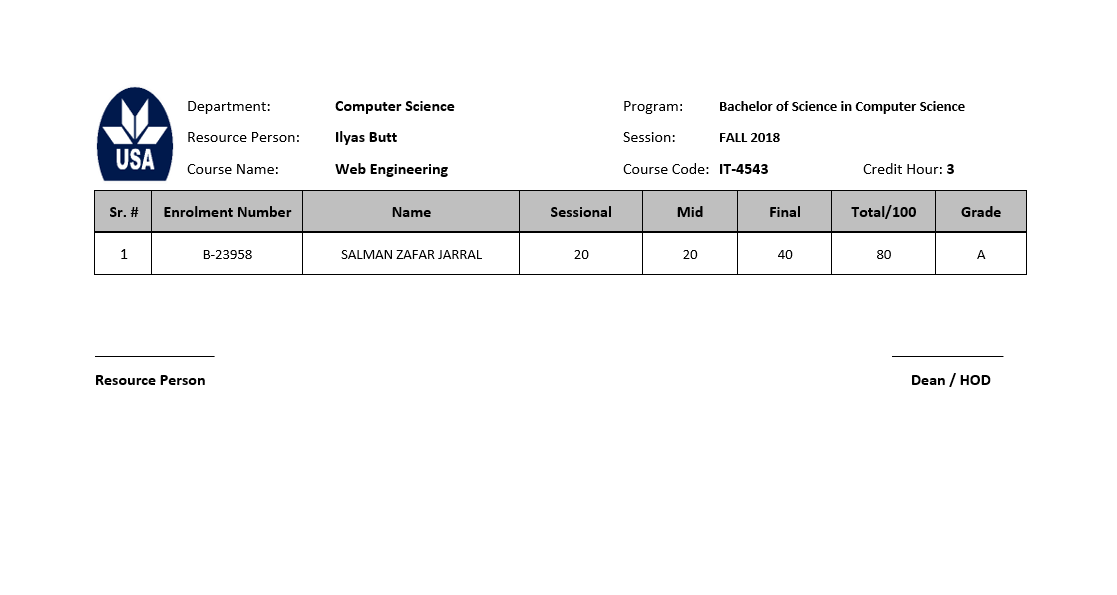 Department: Computer Science Program: Bachelor of Science in Computer Science
Resource Person: Ilyas Butt Session: FALL 2018
USA
Course Name: Web Engineering Course Code: IT-4543 Credit Hour: 3
Sr. # Enrolment Number Name Sessional Mid Final Total/100 Grade
1 B-23958 SALMAN ZAFAR JARRAL 20 20 40 80 A
Resource Person Dean / HOD